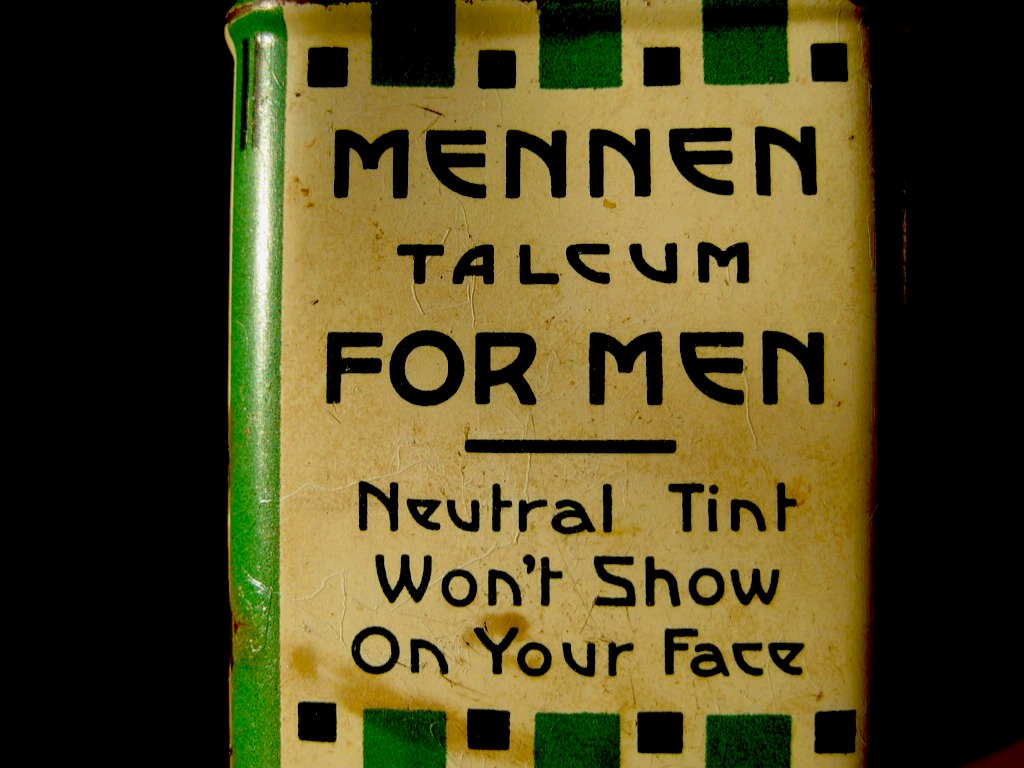 MENNEN
TALCUM
FOR MEN
Neutral Tint
Won't Show
On Your Face